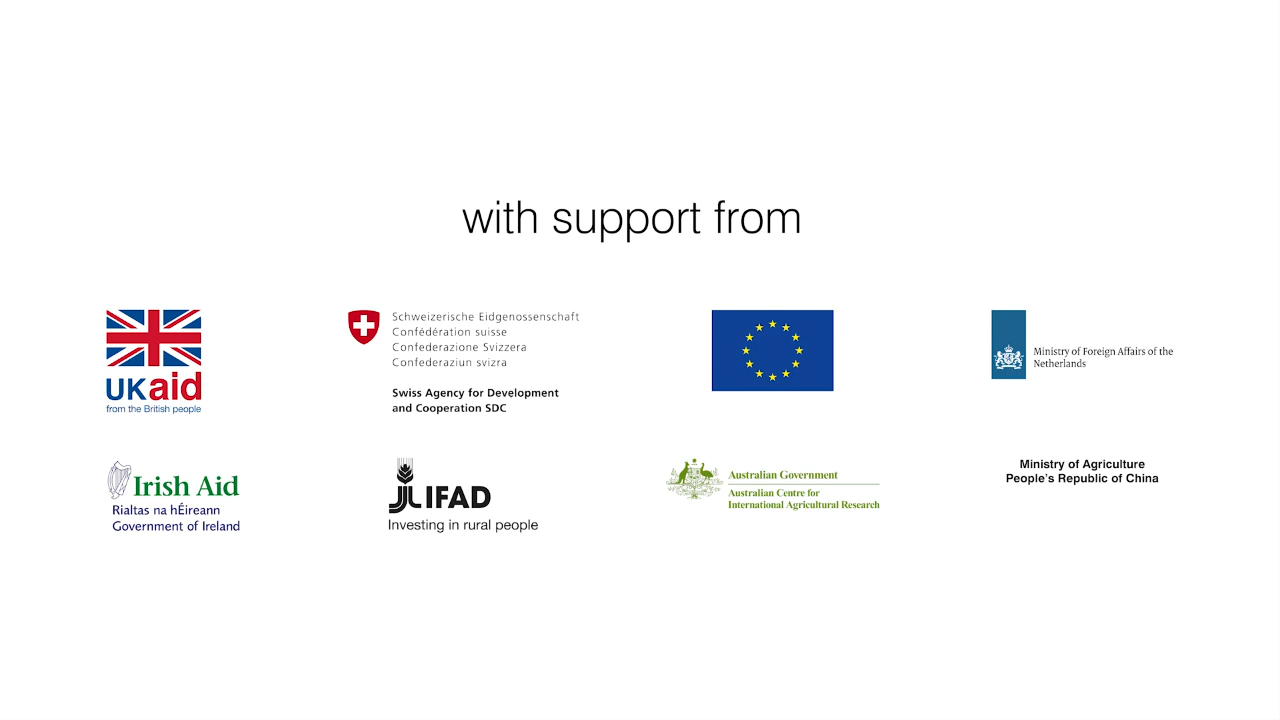 with support from
UKaid
from the British people
Schweizerische Eidgenossenschaft
Confédération suisse
Confederazione Svizzera
Confederaziun svizra
Swiss Agency for Development
and Cooperation SDC
Ministry of Foreign Affairs of the
Netherlands
Irish Aid
Rialtas na hÉireann
Government of Ireland
IFAD
Investing in rural people
Australian Government
Australian Centre for
International Agricultural Research
Ministry of Agriculture
People's Republic of China